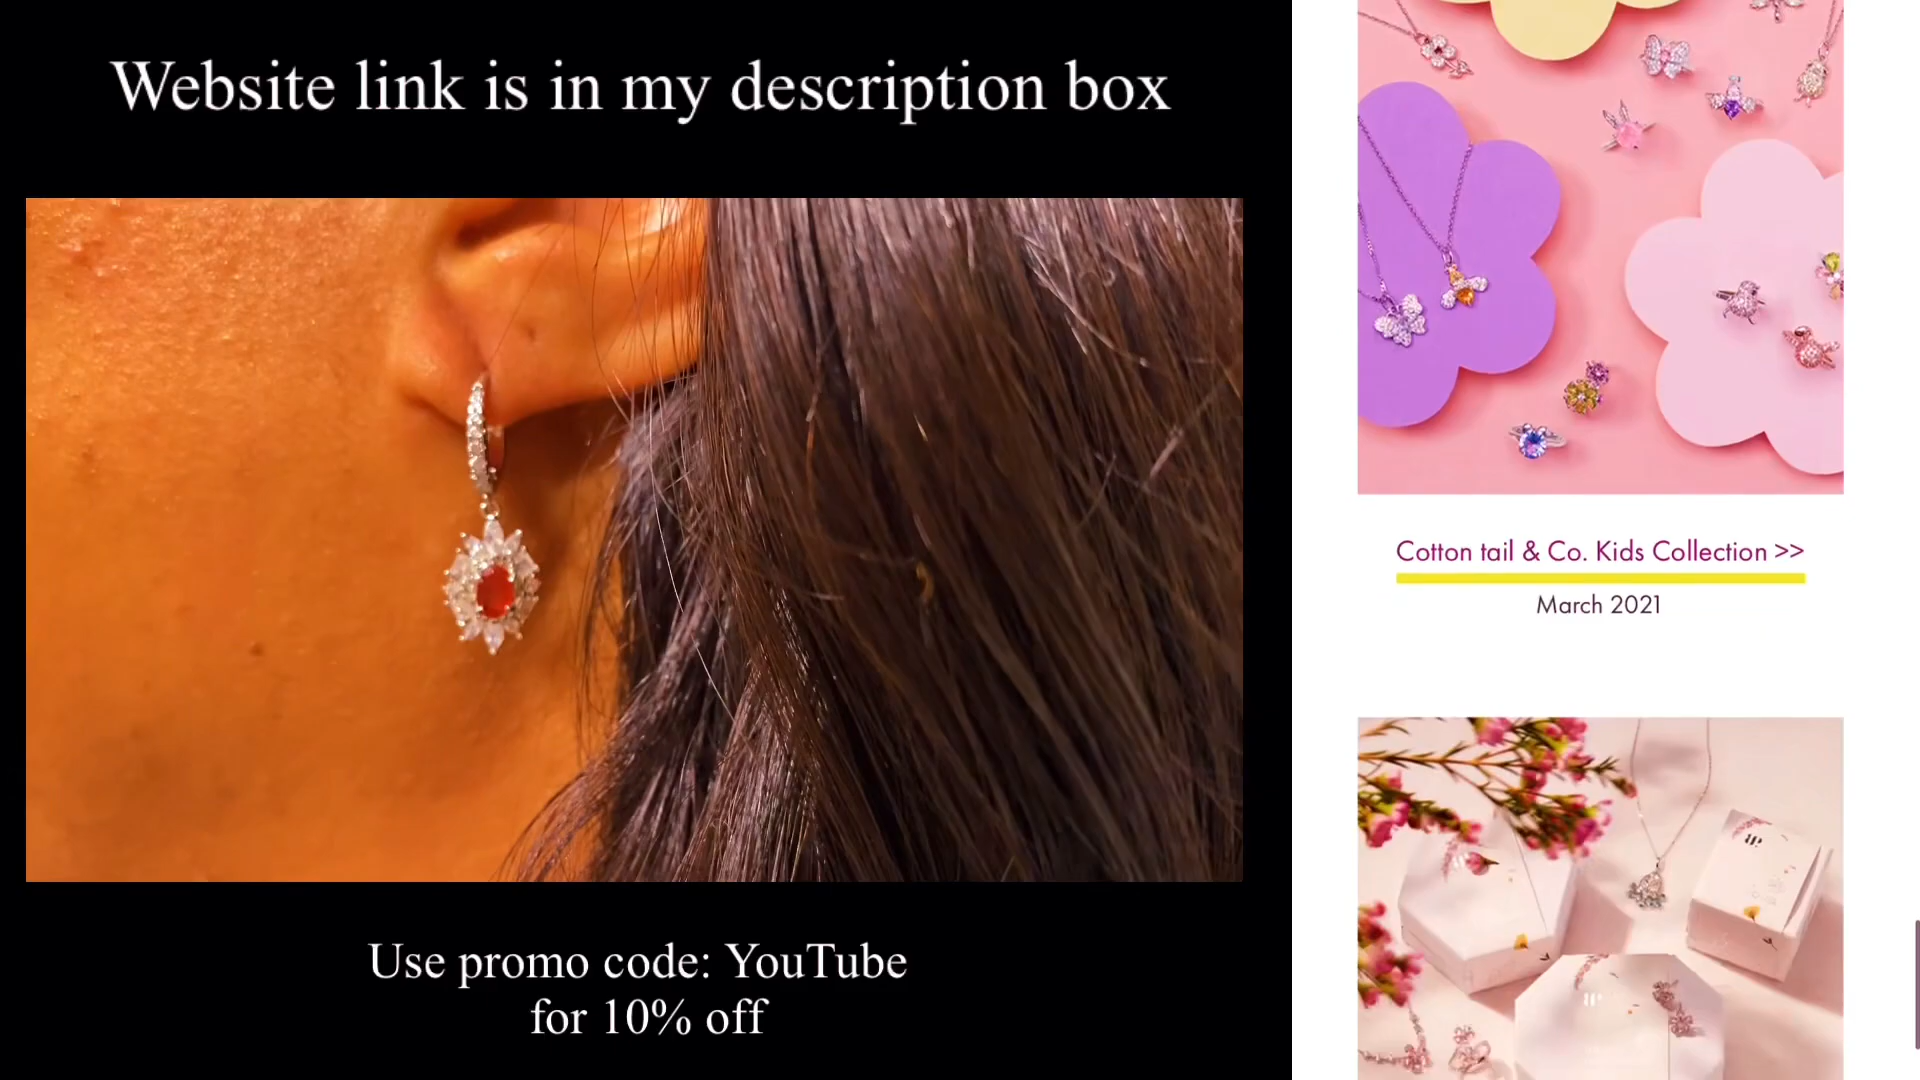 Website link is in my description box
Use promo code: YouTube
for 10% off
Cotton tail & Co. Kids Collection >>
March 2021